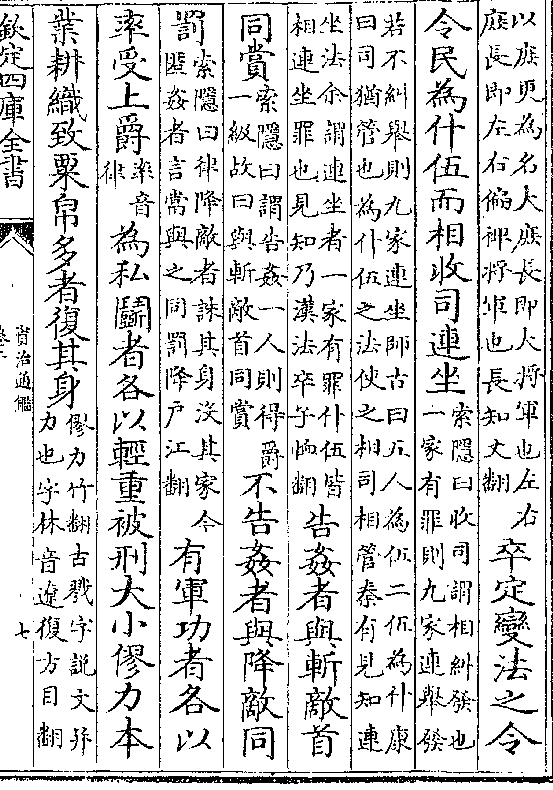 以庶更為名大庶長即大將軍也左右
庶長即左右偏裨將軍也長知丈翻
卒定變法之令
令民為什伍而相收司連坐
索隱曰收司謂相糾發也
一家有罪則九家連舉發
若不糾舉則九家連坐師古曰五人為伍二伍為什康
曰司猶管也為什伍之法使之相司相管秦有見知連
坐法余謂連坐者一家有罪什伍皆
相連坐罪也見知乃漢法卒子恤翻
告姦者與斬敵首
同賞
索隱曰謂告姦一人則得爵
一級故曰與斬敵首同賞
不告姦者與降敵同
罰
索隱曰律降敵者誅其身沒其家今
匿姦者言當與之同罰降户江翻
有軍功者各以
率受上爵
率音
律
為私鬭者各以輕重被刑大小僇力本
業耕織致粟帛多者復其身
僇力竹翻古戮字説文并
力也字林音遼復方目翻
欽定四庫全書
資治通鑑
七